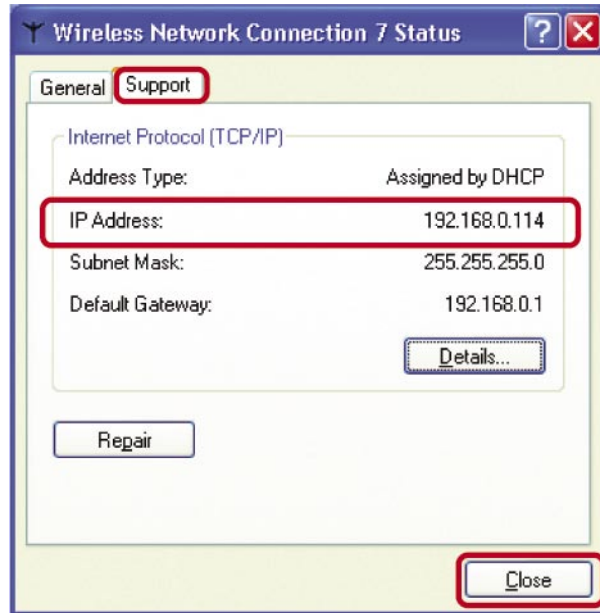 Wireless Network Connection 7 Status
General Support
Internet Protocol (TCP/IP)
Address Type: Assigned by DHCP
IP Address: 192.168.0.114
Subnet Mask: 255.255.255.0
Default Gateway: 192.168.0.1
Details...
Repair
Close